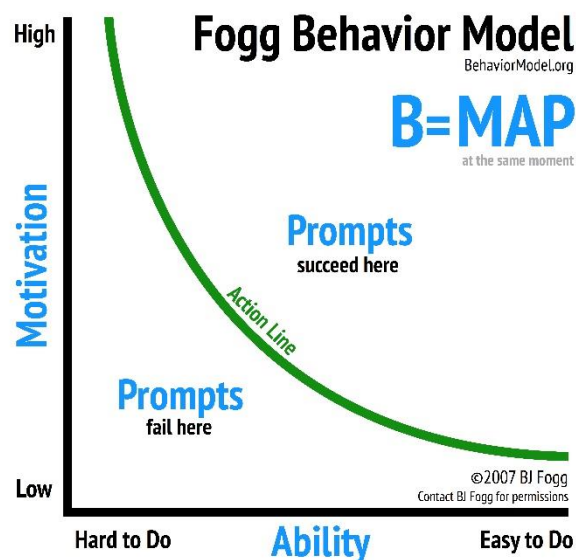 High
Fogg Behavior Model
BehaviorModel.org
B=MAP
at the same moment
Motivation
Prompts
succeed here
Action Line
Prompts
fail here
Low
©2007 BJ Fogg
Contact BJ Fogg for permissions
Hard to Do
Ability
Easy to Do